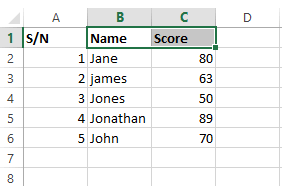 A B C D
1 S/N Name Score
2 1 Jane 80
3 2 james 63
4 3 Jones 50
5 4 Jonathan 89
6 5 John 70
7
8